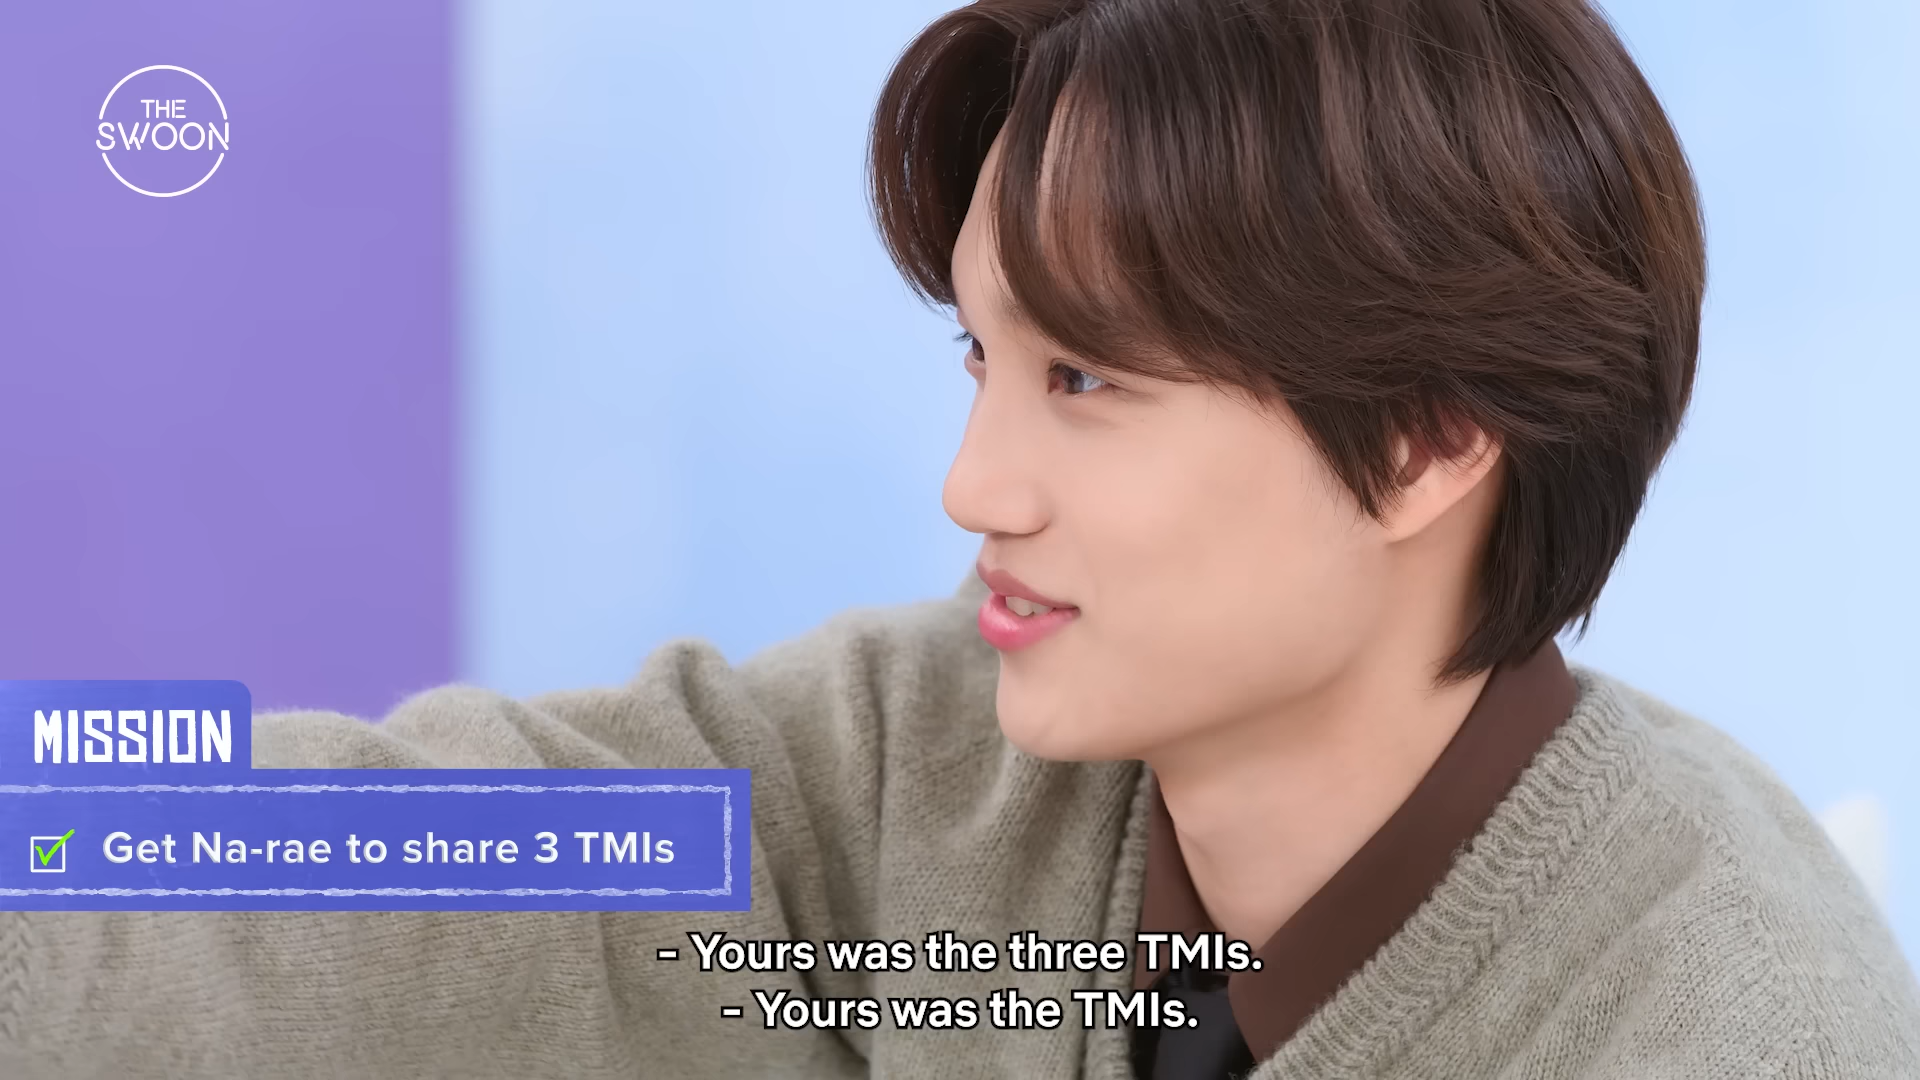 THE
SWOON
MISSION
Get Na-rae to share 3 TMIs
- Yours was the three TMIs.
- Yours was the TMIs.